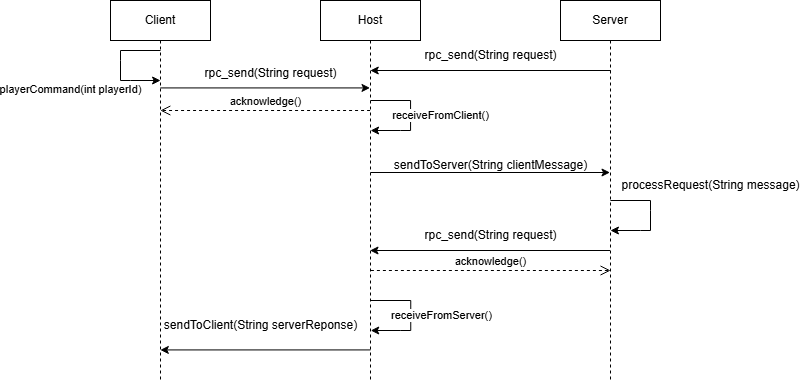 Client
Host
Server
rpc_send(String request)
rpc_send(String request)
playerCommand(int playerId)
acknowledge()
receiveFromClient()
sendToServer(String clientMessage)
processRequest(String message)
rpc_send(String request)
acknowledge()
receiveFromServer()
sendToClient(String serverReponse)